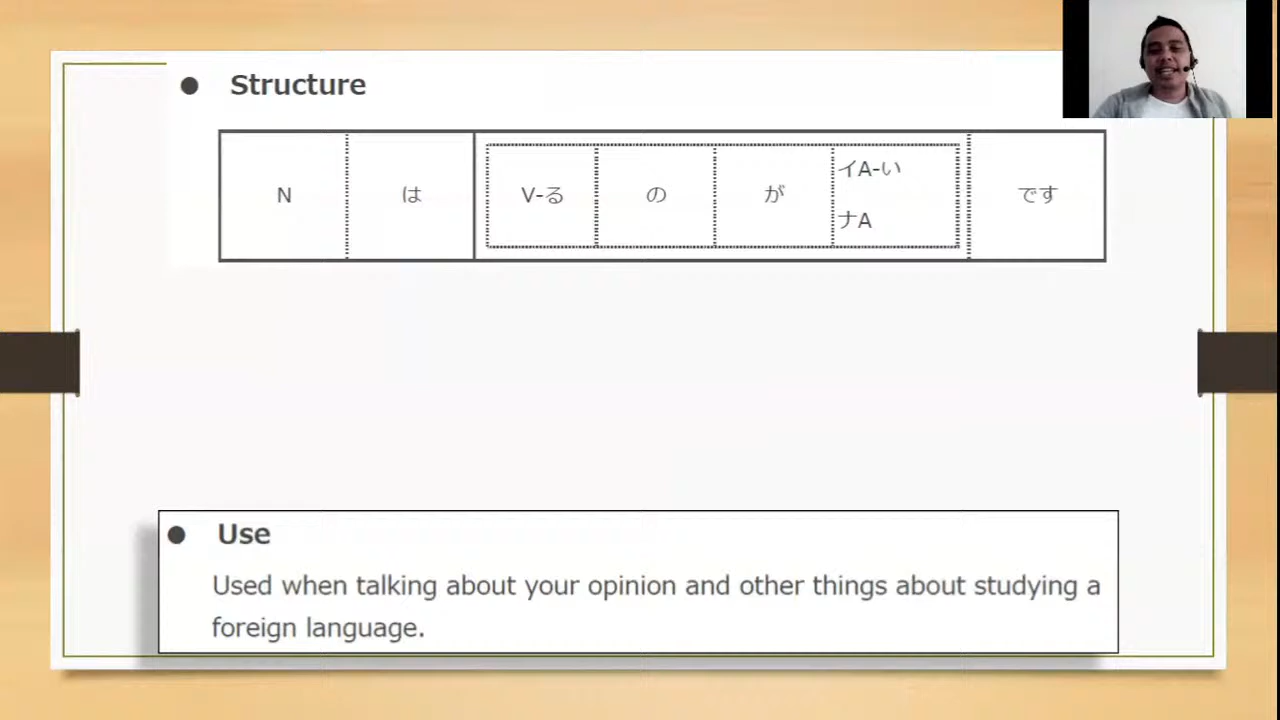 ● Structure
N は V-る の が イA-い です
ナA
● Use
Used when talking about your opinion and other things about studying a
foreign language.